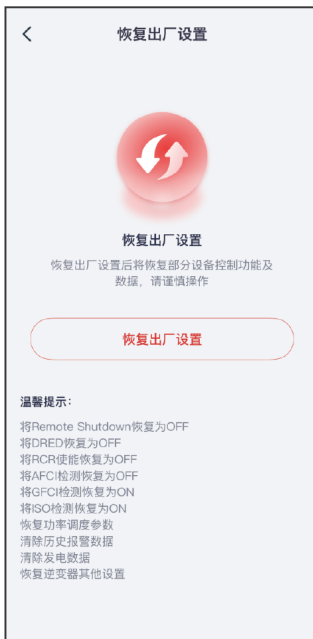 恢复出厂设置
恢复出厂设置
恢复出厂设置后将恢复部分设备控制功能及
数据，请谨慎操作
恢复出厂设置
温馨提示：
将Remote Shutdown恢复为OFF
将DRED恢复为OFF
将RCR使能恢复为OFF
将AFCI检测恢复为OFF
将GFCI检测恢复为ON
将ISO检测恢复为ON
恢复功率调度参数
清除历史报警数据
清除发电数据
恢复逆变器其他设置